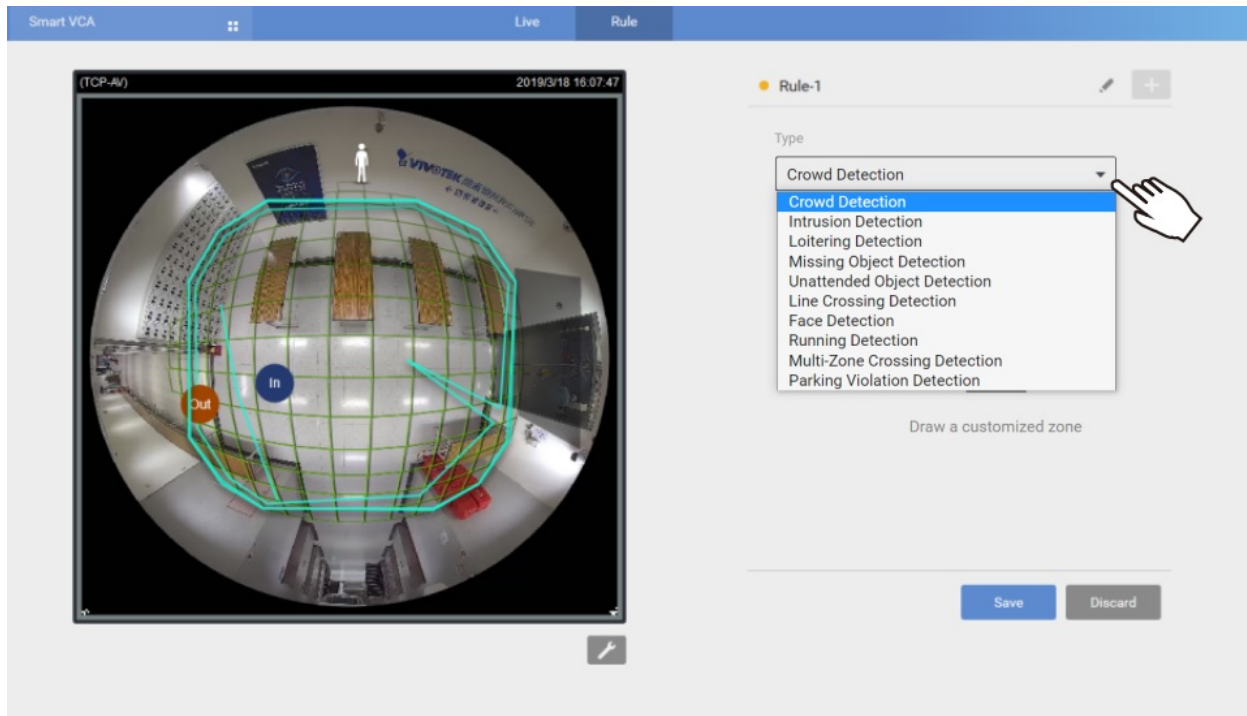 Smart VCA
Live
Rule
(TCP-AV)
2019/3/18 16:07:47
VIVOTEK
Out
In
Rule-1
Type
Crowd Detection
Crowd Detection
Intrusion Detection
Loitering Detection
Missing Object Detection
Unattended Object Detection
Line Crossing Detection
Face Detection
Running Detection
Multi-Zone Crossing Detection
Parking Violation Detection
Draw a customized zone
Save
Discard